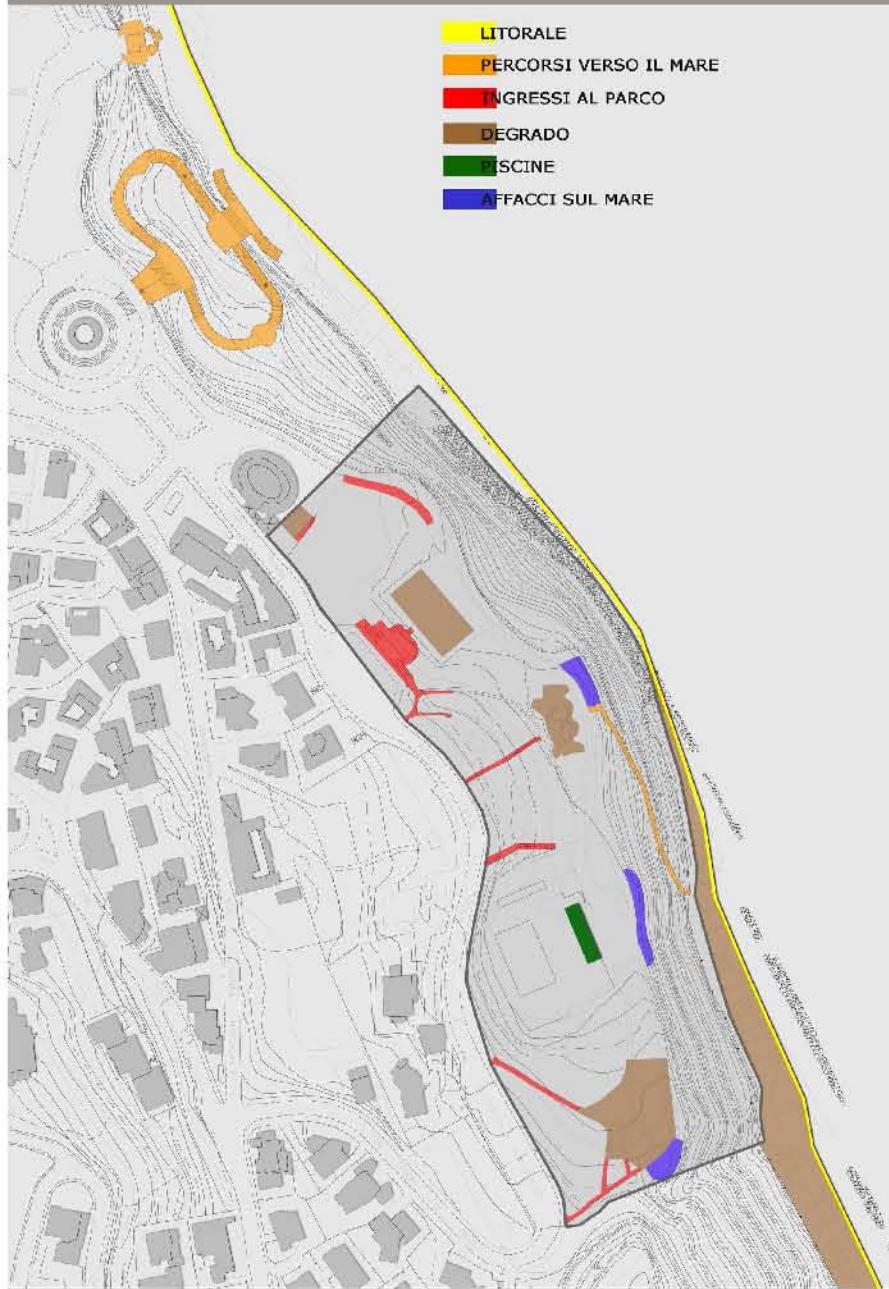 LITORALE
PERCORSI VERSO IL MARE
INGRESSI AL PARCO
DEGRADO
PISCINE
AFFACCI SUL MARE